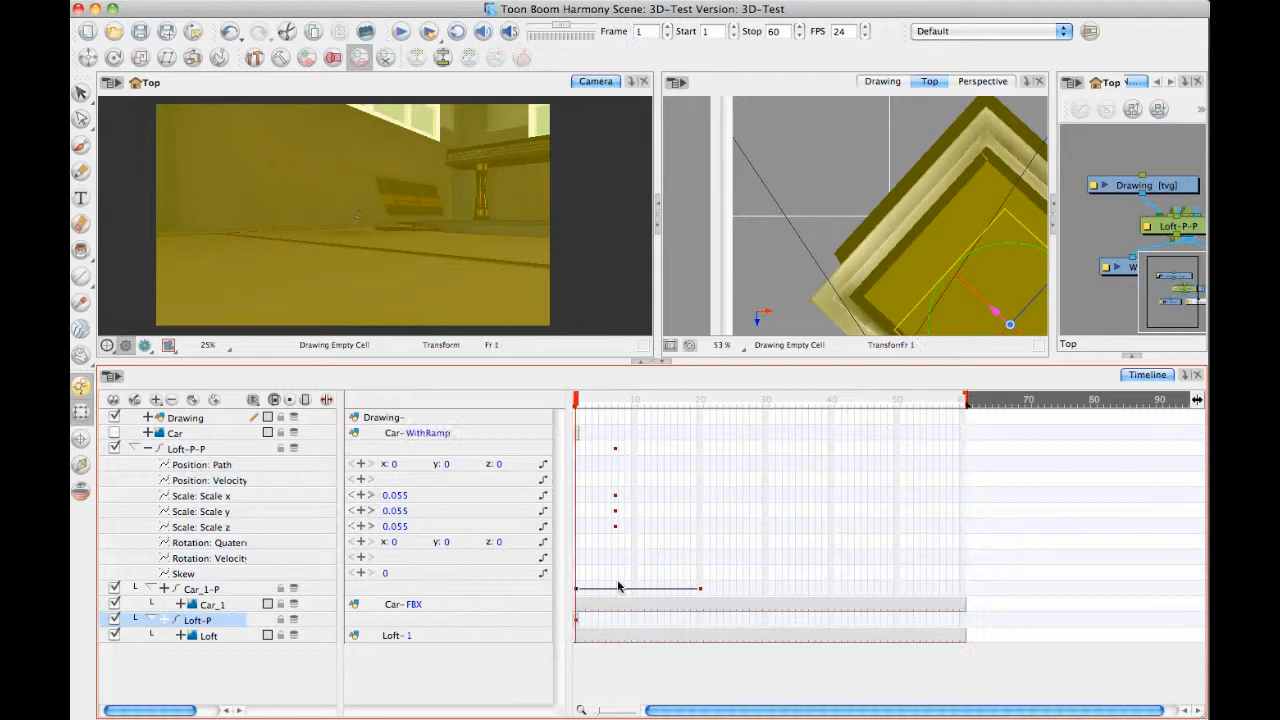 Toon Boom Harmony Scene: 3D-Test Version: 3D-Test
Frame 1 Start 1 Stop 60 FPS 24 Default
Top Camera Drawing Top Perspective Top
Drawing [tvg]
Loft-P-P
W
25% Drawing Empty Cell Transform Fr 1
53 % Drawing Empty Cell TransforrFr 1
Top
Timeline
10 20 30 40 50 60 70 80 90
Drawing Drawing-
Car Car- WithRamp
Loft-P-P
Position: Path x: 0 y: 0 z: 0
Position: Velocity
Scale: Scale x 0.055
Scale: Scale y 0.055
Scale: Scale z 0.055
Rotation: Quater x: 0 y: 0 z: 0
Rotation: Velocity
Skew 0
Car_1-P
Car_1 Car- FBX
Loft-P
Loft Loft- 1